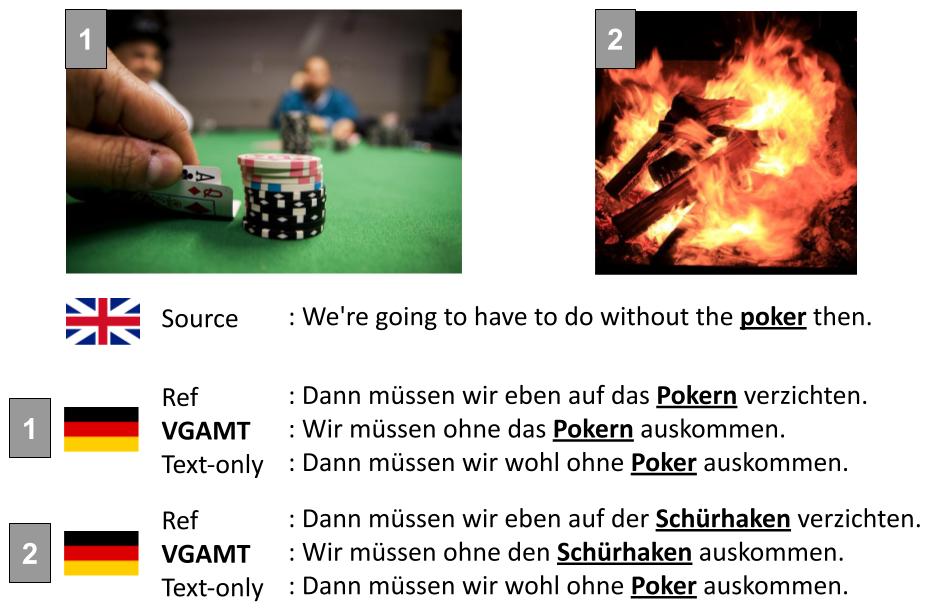 1
2
Source : We're going to have to do without the poker then.
1
Ref : Dann müssen wir eben auf das Pokern verzichten.
VGAMT : Wir müssen ohne das Pokern auskommen.
Text-only : Dann müssen wir wohl ohne Poker auskommen.
2
Ref : Dann müssen wir eben auf der Schürhaken verzichten.
VGAMT : Wir müssen ohne den Schürhaken auskommen.
Text-only : Dann müssen wir wohl ohne Poker auskommen.